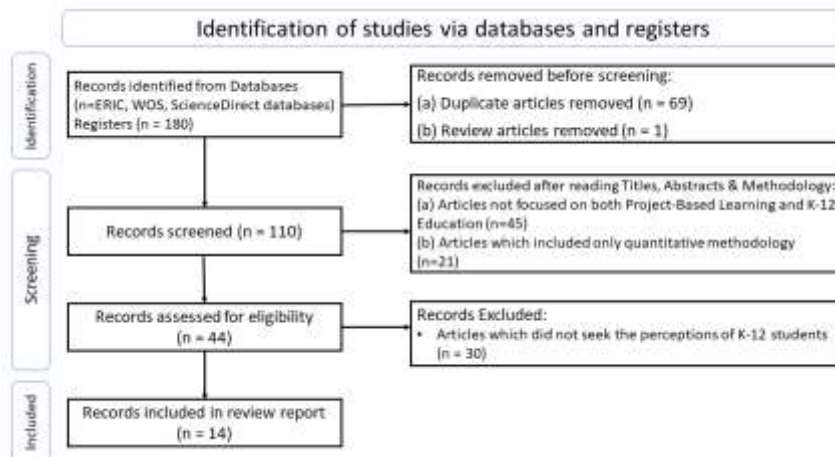 Identification of studies via databases and registers
Identification
Records identified from Databases
(n=ERIC, WOS, ScienceDirect databases)
Registers (n = 180)
Records removed before screening:
(a) Duplicate articles removed (n = 69)
(b) Review articles removed (n = 1)
Screening
Records screened (n = 110)
Records excluded after reading Titles, Abstracts & Methodology:
(a) Articles not focused on both Project-Based Learning and K-12
Education (n=45)
(b) Articles which included only quantitative methodology
(n=21)
Records assessed for eligibility
(n = 44)
Records Excluded:
• Articles which did not seek the perceptions of K-12 students
(n = 30)
Included
Records included in review report
(n = 14)